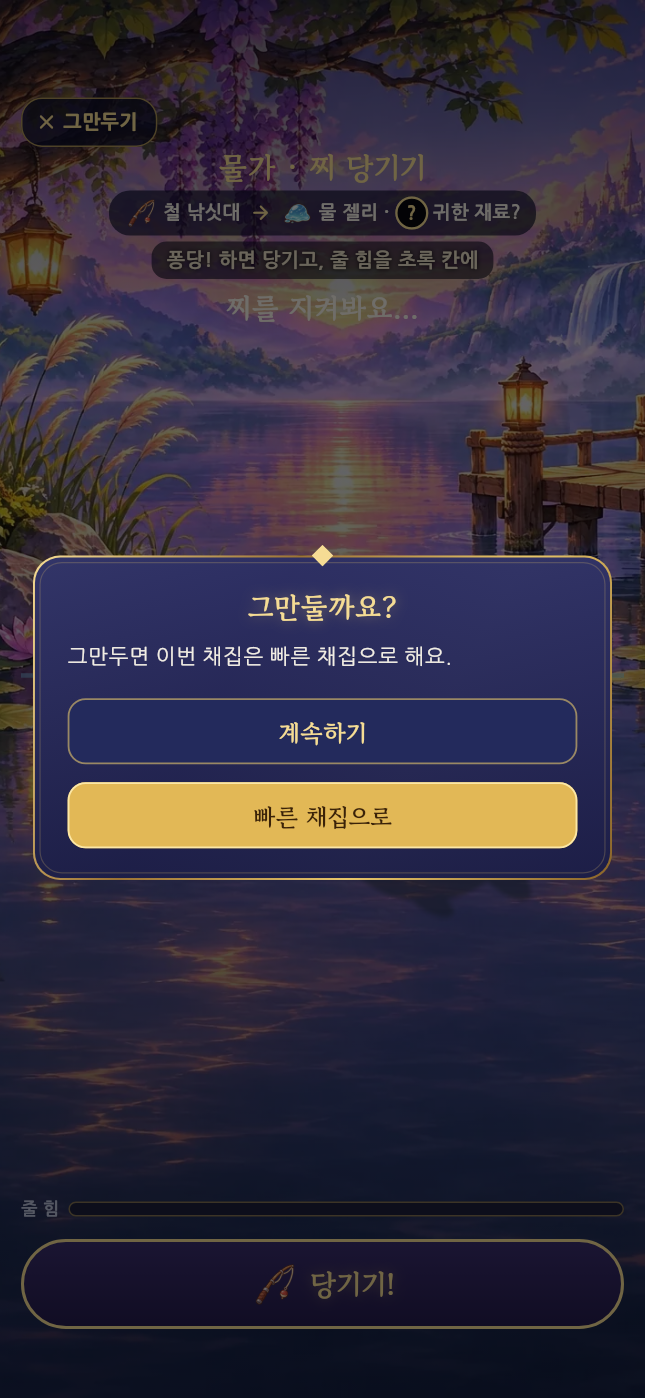 ✕ 그만두기
물가 · 찌 당기기
철 낚싯대 → 물 젤리 · ? 귀한 재료?
퐁당! 하면 당기고, 줄 힘을 초록 칸에
찌를 지켜봐요...
그만둘까요?
그만두면 이번 채집은 빠른 채집으로 해요.
계속하기
빠른 채집으로
줄 힘
당기기!